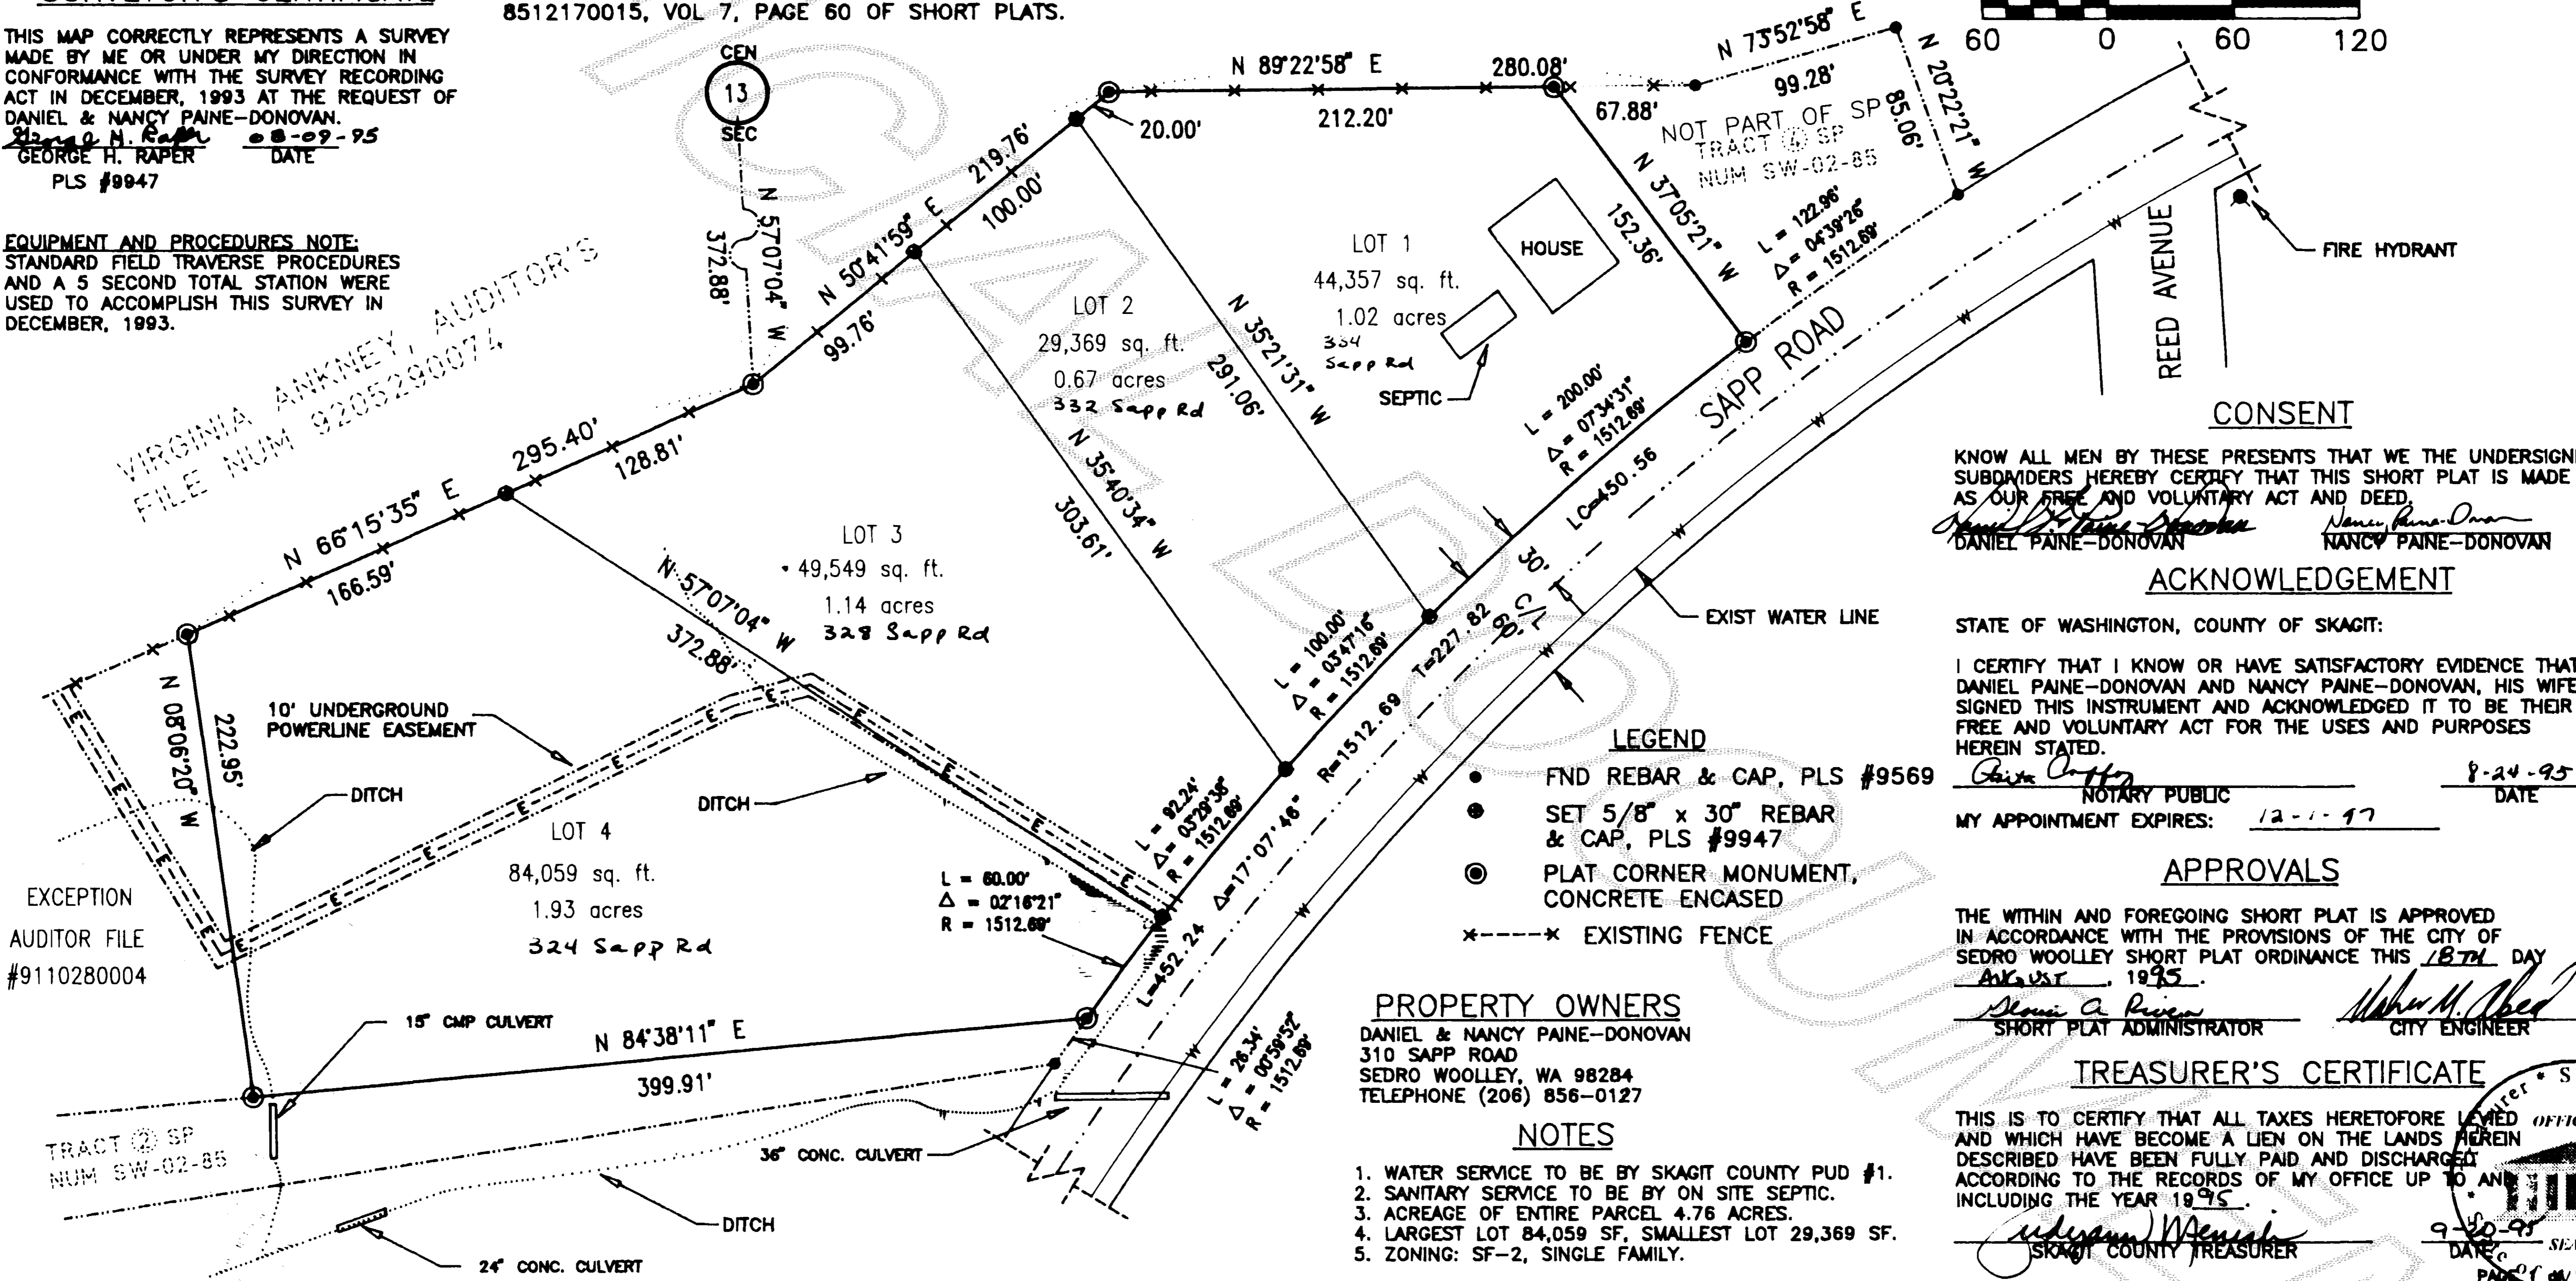 SURVEYOR'S CERTIFICATE
THIS MAP CORRECTLY REPRESENTS A SURVEY
MADE BY ME OR UNDER MY DIRECTION IN
CONFORMANCE WITH THE SURVEY RECORDING
ACT IN DECEMBER, 1993 AT THE REQUEST OF
DANIEL & NANCY PAINE-DONOVAN.
George H. Raper 08-09-95
GEORGE H. RAPER DATE
PLS #9947
EQUIPMENT AND PROCEDURES NOTE:
STANDARD FIELD TRAVERSE PROCEDURES
AND A 5 SECOND TOTAL STATION WERE
USED TO ACCOMPLISH THIS SURVEY IN
DECEMBER, 1993.
8512170015, VOL 7, PAGE 60 OF SHORT PLATS.
60 0 60 120
CEN
13
SEC
N 57°07'04" W
372.88'
VIRGINIA ANKNEY, AUDITOR'S
FILE NUM 9205290074
N 89°22'58" E
280.08'
212.20'
67.88'
20.00'
N 73°52'58" E
99.28'
N 20°22'21" W
85.06'
NOT PART OF SP
TRACT 4 SP
NUM SW-02-85
N 37°05'21" W
152.36'
L = 122.96'
Δ = 04°39'26"
R = 1512.69'
219.76'
N 50°41'59" E
100.00'
99.76'
LOT 1
44,357 sq. ft.
1.02 acres
334
Sapp Rd
HOUSE
SEPTIC
LOT 2
29,369 sq. ft.
0.67 acres
332 Sapp Rd
N 35°21'31" W
291.06'
N 35°40'34" W
303.61'
LOT 3
49,549 sq. ft.
1.14 acres
328 Sapp Rd
295.40'
128.81'
N 66°15'35" E
166.59'
N 57°07'04" W
372.88'
N 08°06'20" W
222.95'
10' UNDERGROUND
POWERLINE EASEMENT
DITCH
DITCH
LOT 4
84,059 sq. ft.
1.93 acres
324 Sapp Rd
EXCEPTION
AUDITOR FILE
#9110280004
15" CMP CULVERT
N 84°38'11" E
399.91'
TRACT 2 SP
NUM SW-02-85
36" CONC. CULVERT
DITCH
24" CONC. CULVERT
L = 200.00'
Δ = 07°34'31"
R = 1512.69'
L = 100.00'
Δ = 03°47'16"
R = 1512.69'
L = 92.24'
Δ = 03°29'38"
R = 1512.69'
L = 60.00'
Δ = 02°16'21"
R = 1512.69'
L = 26.34'
Δ = 00°59'52"
R = 1512.69'
L=452.24 Δ=17°07'46" R=1512.69 T=227.82
LC=450.56
30'
C/L
60'
SAPP ROAD
REED AVENUE
FIRE HYDRANT
EXIST WATER LINE
LEGEND
FND REBAR & CAP, PLS #9569
SET 5/8" x 30" REBAR
& CAP, PLS #9947
PLAT CORNER MONUMENT,
CONCRETE ENCASED
EXISTING FENCE
PROPERTY OWNERS
DANIEL & NANCY PAINE-DONOVAN
310 SAPP ROAD
SEDRO WOOLLEY, WA 98284
TELEPHONE (206) 856-0127
NOTES
1. WATER SERVICE TO BE BY SKAGIT COUNTY PUD #1.
2. SANITARY SERVICE TO BE BY ON SITE SEPTIC.
3. ACREAGE OF ENTIRE PARCEL 4.76 ACRES.
4. LARGEST LOT 84,059 SF, SMALLEST LOT 29,369 SF.
5. ZONING: SF-2, SINGLE FAMILY.
CONSENT
KNOW ALL MEN BY THESE PRESENTS THAT WE THE UNDERSIGN
SUBDIVIDERS HEREBY CERTIFY THAT THIS SHORT PLAT IS MADE
AS OUR FREE AND VOLUNTARY ACT AND DEED.
DANIEL PAINE-DONOVAN NANCY PAINE-DONOVAN
ACKNOWLEDGEMENT
STATE OF WASHINGTON, COUNTY OF SKAGIT:
I CERTIFY THAT I KNOW OR HAVE SATISFACTORY EVIDENCE THAT
DANIEL PAINE-DONOVAN AND NANCY PAINE-DONOVAN, HIS WIFE
SIGNED THIS INSTRUMENT AND ACKNOWLEDGED IT TO BE THEIR
FREE AND VOLUNTARY ACT FOR THE USES AND PURPOSES
HEREIN STATED.
8-24-95
NOTARY PUBLIC DATE
MY APPOINTMENT EXPIRES: 12-1-97
APPROVALS
THE WITHIN AND FOREGOING SHORT PLAT IS APPROVED
IN ACCORDANCE WITH THE PROVISIONS OF THE CITY OF
SEDRO WOOLLEY SHORT PLAT ORDINANCE THIS 18TH DAY
AUGUST, 1995.
SHORT PLAT ADMINISTRATOR CITY ENGINEER
TREASURER'S CERTIFICATE
THIS IS TO CERTIFY THAT ALL TAXES HERETOFORE LEVIED
AND WHICH HAVE BECOME A LIEN ON THE LANDS HEREIN
DESCRIBED HAVE BEEN FULLY PAID AND DISCHARGED
ACCORDING TO THE RECORDS OF MY OFFICE UP TO AND
INCLUDING THE YEAR 1995.
9-20-95
SKAGIT COUNTY TREASURER DATE